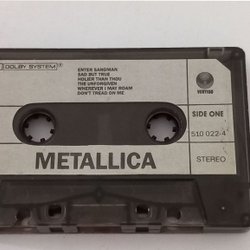 DOLBY SYSTEM
ENTER SANDMAN
SAD BUT TRUE
HOLIER THAN THOU
THE UNFORGIVEN
WHEREVER I MAY ROAM
DON'T TREAD ON ME
VERTIGO
SIDE ONE
510 022-4
STEREO
METALLICA